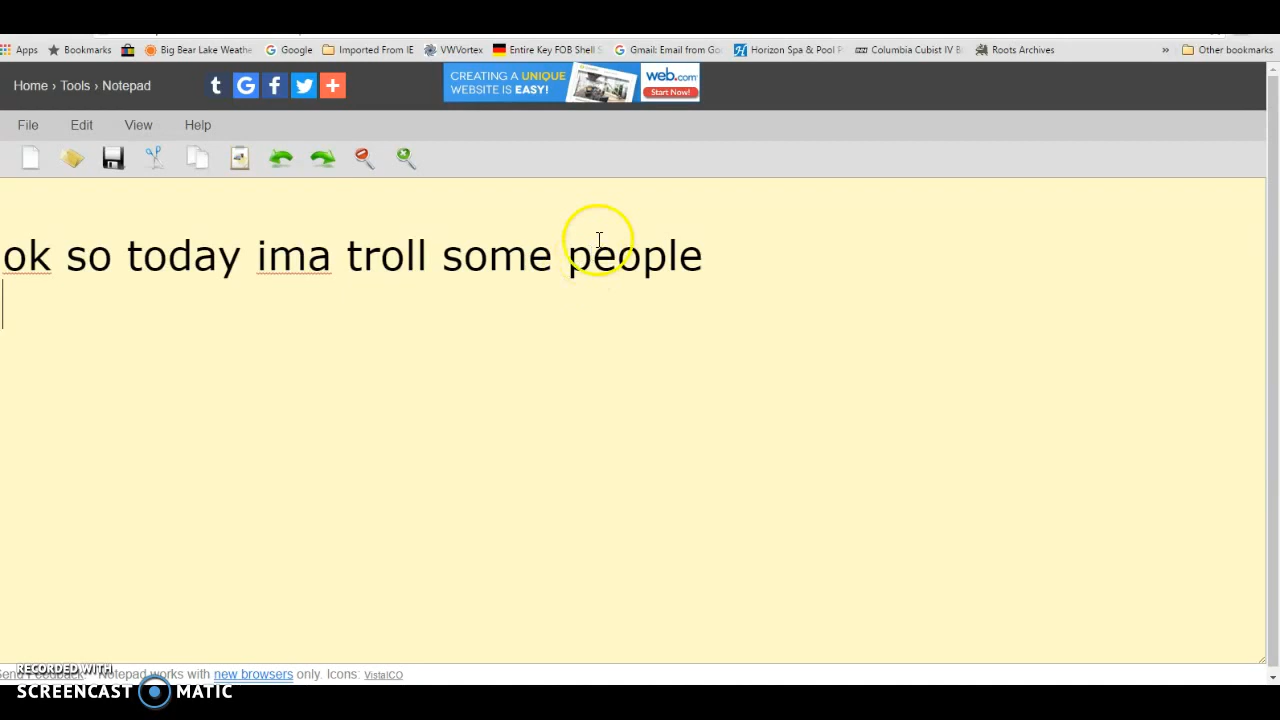 Apps Bookmarks Big Bear Lake Weathe Google Imported From IE VWVortex Entire Key FOB Shell S Gmail: Email from Go Horizon Spa & Pool P Columbia Cubist IV B Roots Archives » Other bookmarks
Home › Tools › Notepad t G f + CREATING A UNIQUE WEBSITE IS EASY! web.com Start Now!
File Edit View Help
ok so today ima troll some people
Send Feedback Notepad works with new browsers only. Icons: VistaICO
RECORDED WITH
SCREENCAST MATIC